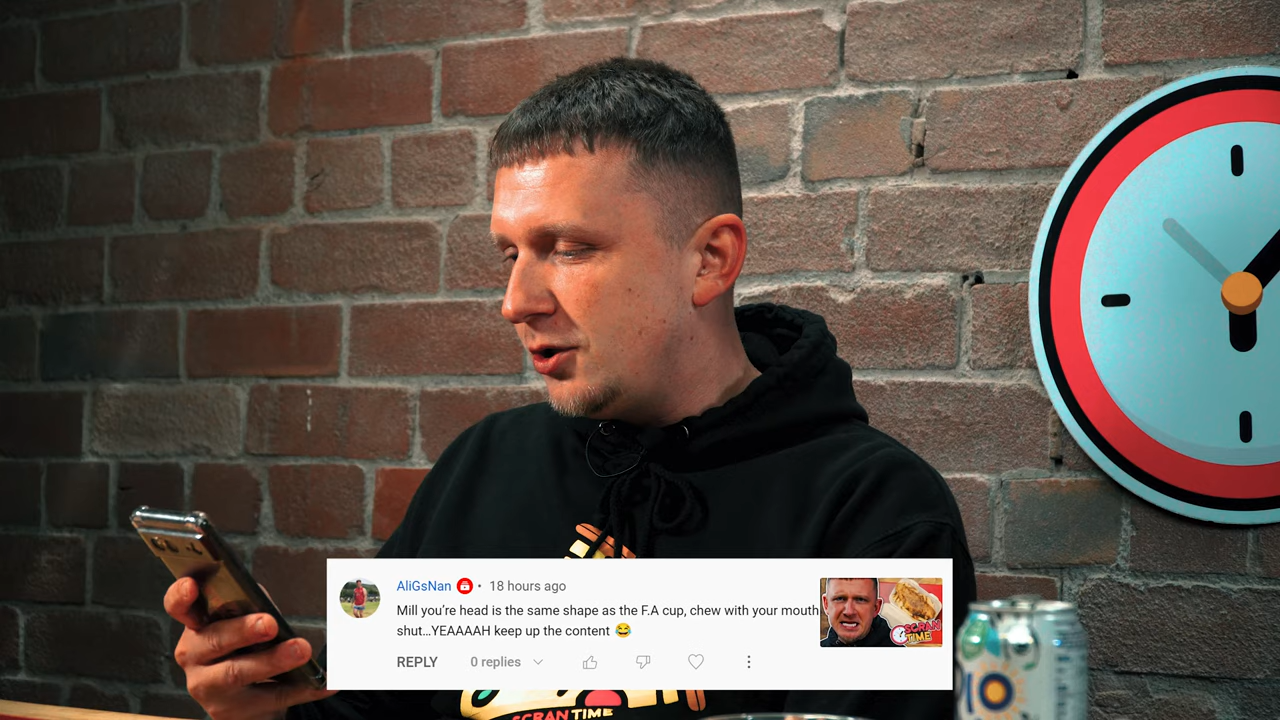 AliGsNan • 18 hours ago
Mill you're head is the same shape as the F.A cup, chew with your mouth
shut...YEAAAAH keep up the content 😂
SCRAN
TIME
REPLY 0 replies
SCRAN TIME